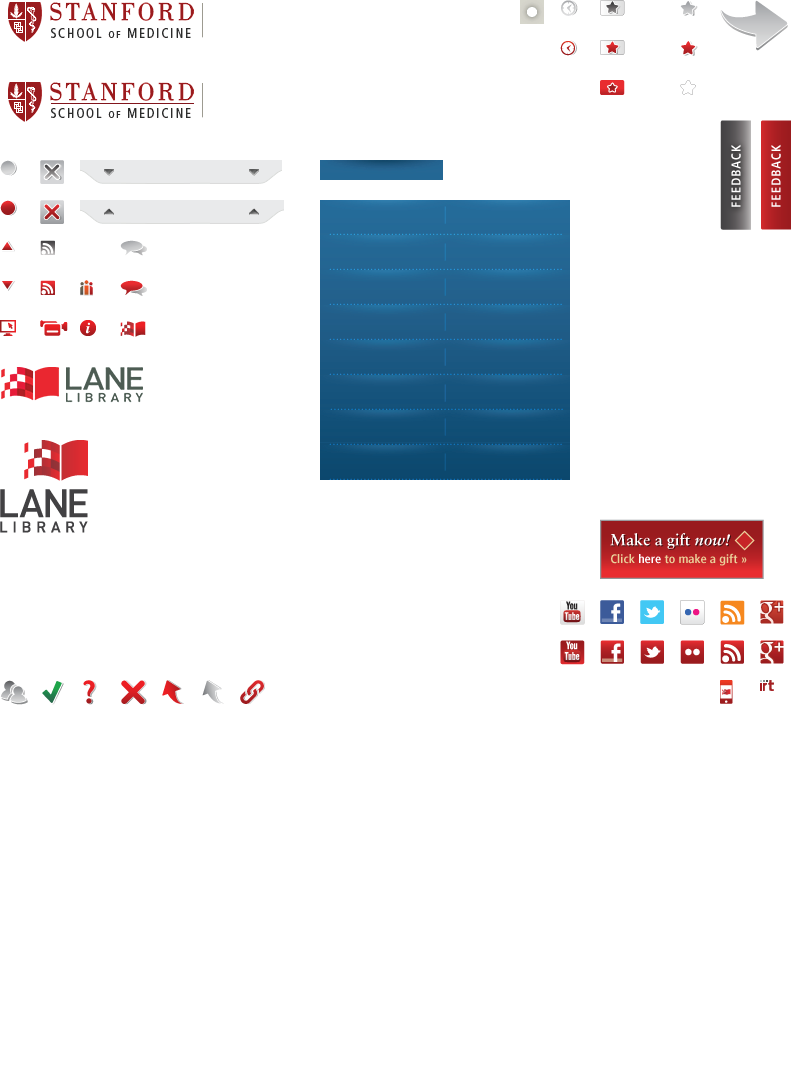 STANFORD
SCHOOL OF MEDICINE
STANFORD
SCHOOL OF MEDICINE
FEEDBACK
FEEDBACK
i
LANE
LIBRARY
LANE
LIBRARY
Make a gift now!
Click here to make a gift »
You
Tube
f
g+
You
Tube
f
g+
?
irt